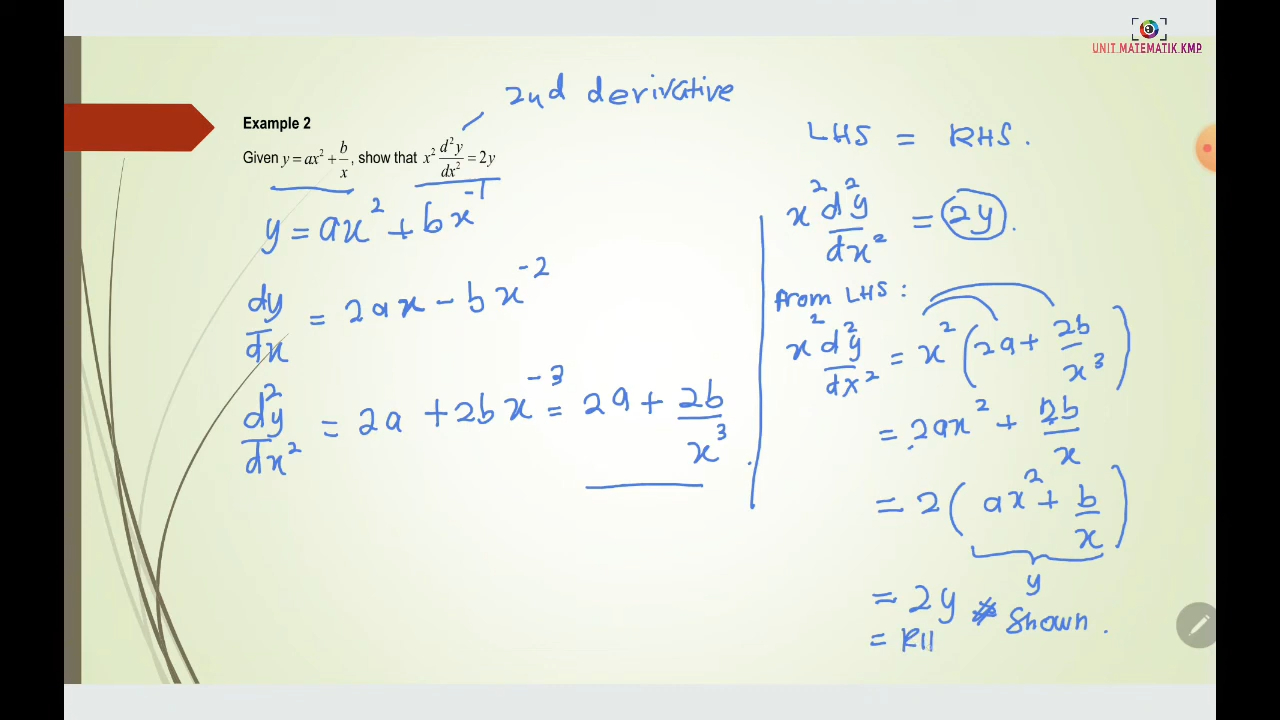 UNIT.MATEMATIK.KMP
2nd derivative
Example 2
Given y = ax² + b/x, show that x² d²y/dx² = 2y
y = ax² + bx⁻¹
dy/dx = 2ax − bx⁻²
d²y/dx² = 2a + 2bx⁻³ = 2a + 2b/x³.
LHS = RHS.
x² d²y/dx² = 2y.
from LHS:
x² d²y/dx² = x² (2a + 2b/x³)
= 2ax² + 2b/x
= 2 (ax² + b/x)
y
= 2y # Shown.
= RH